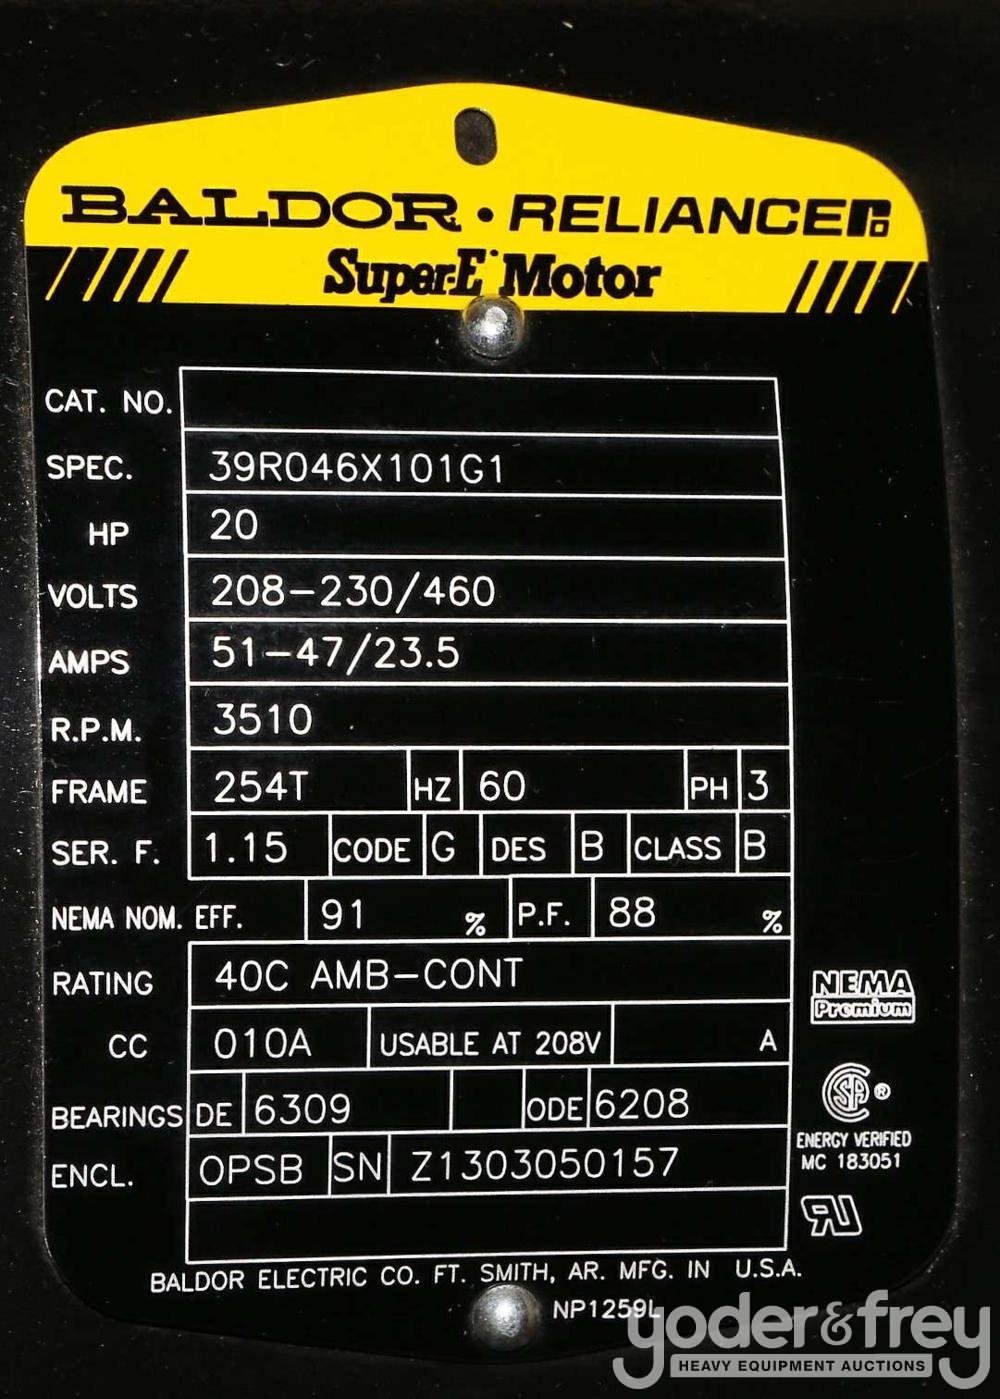 BALDOR · RELIANCE
Super-E Motor
CAT. NO.
SPEC. 39R046X101G1
HP 20
VOLTS 208-230/460
AMPS 51-47/23.5
R.P.M. 3510
FRAME 254T HZ 60 PH 3
SER. F. 1.15 CODE G DES B CLASS B
NEMA NOM. EFF. 91 % P.F. 88 %
RATING 40C AMB-CONT
NEMA
Premium
CC 010A USABLE AT 208V A
BEARINGS DE 6309 ODE 6208
SA ®
ENERGY VERIFIED
MC 183051
ENCL. OPSB SN Z1303050157
RU
BALDOR ELECTRIC CO. FT. SMITH, AR. MFG. IN U.S.A.
NP1259L
yoder & frey
HEAVY EQUIPMENT AUCTIONS